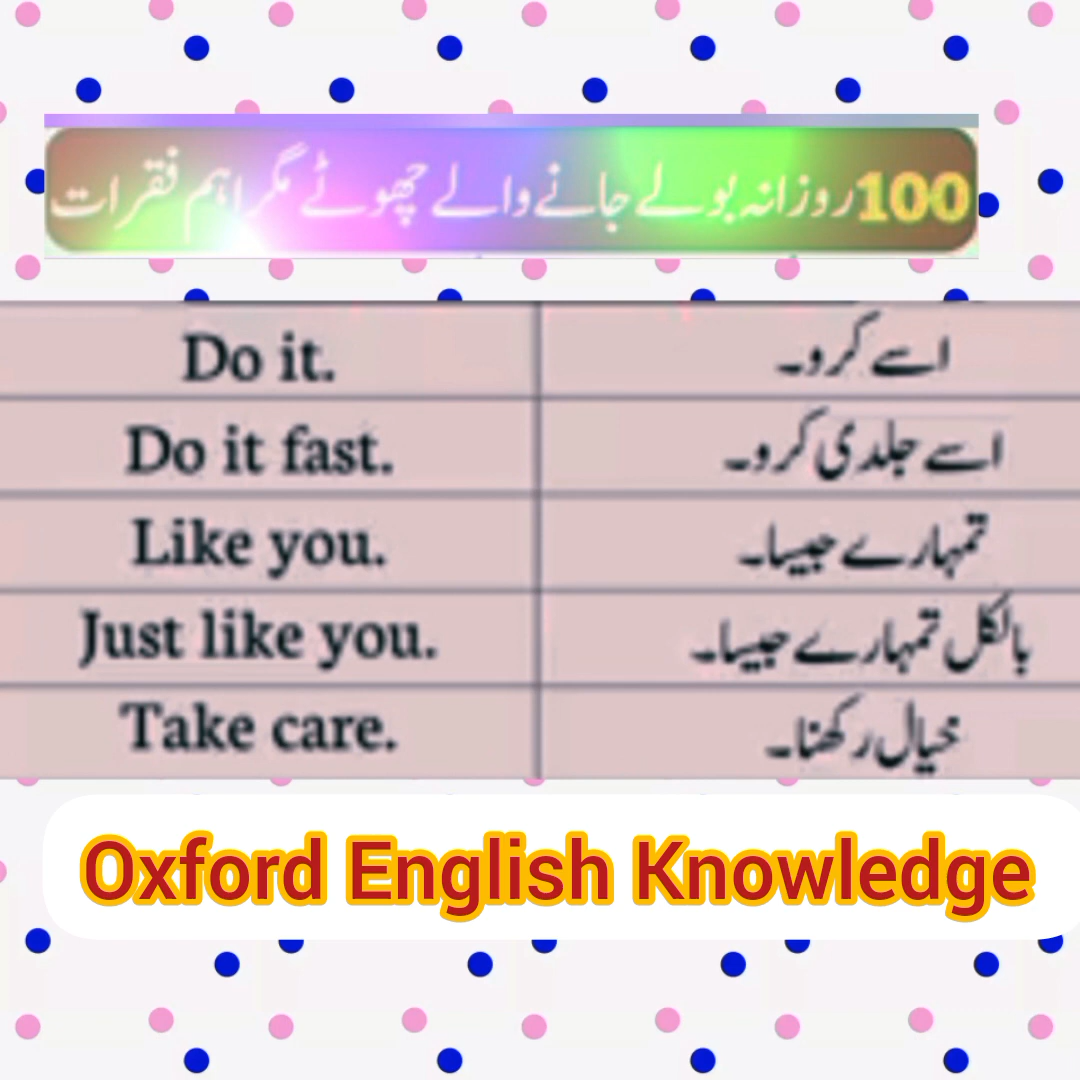 100 روزانہ بولے جانے والے چھوٹے مگر اہم فقرات
Do it. اسے کرو۔
Do it fast. اسے جلدی کرو۔
Like you. تمہارے جیسا۔
Just like you. بالکل تمہارے جیسا۔
Take care. خیال رکھنا۔
Oxford English Knowledge